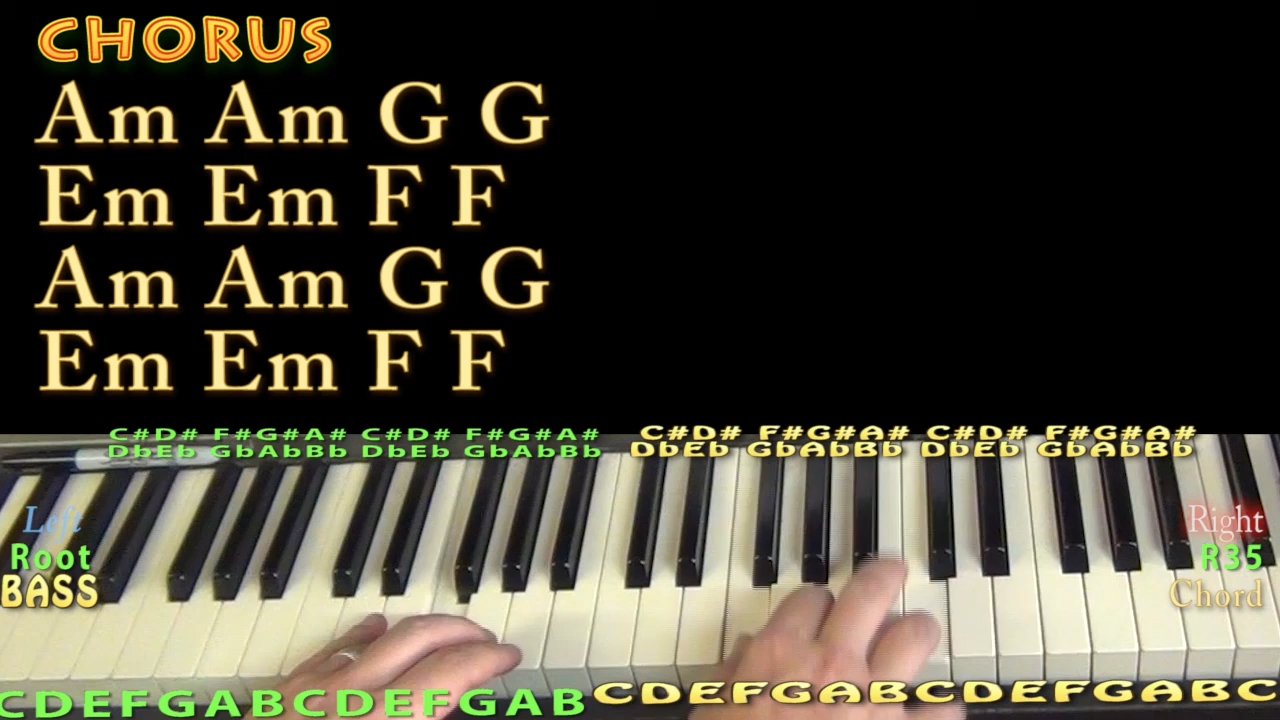 CHORUS
Am Am G G
Em Em F F
Am Am G G
Em Em F F
C#D# F#G#A# C#D# F#G#A# C#D# F#G#A# C#D# F#G#A#
DbEb GbAbBb DbEb GbAbBb DbEb GbAbBb DbEb GbAbBb
Left
Root
BASS
Right
R35
Chord
CDEFGABCDEFGAB CDEFGABCDEFGABC